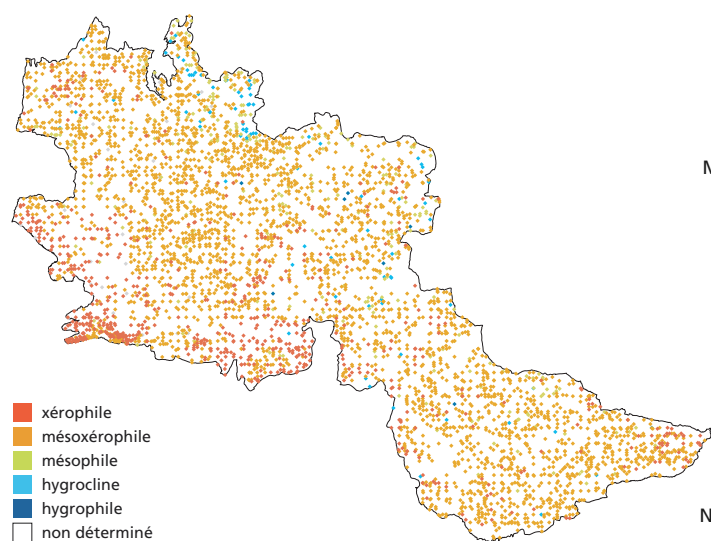 M
xérophile
mésoxérophile
mésophile
hygrocline
hygrophile
non déterminé
N